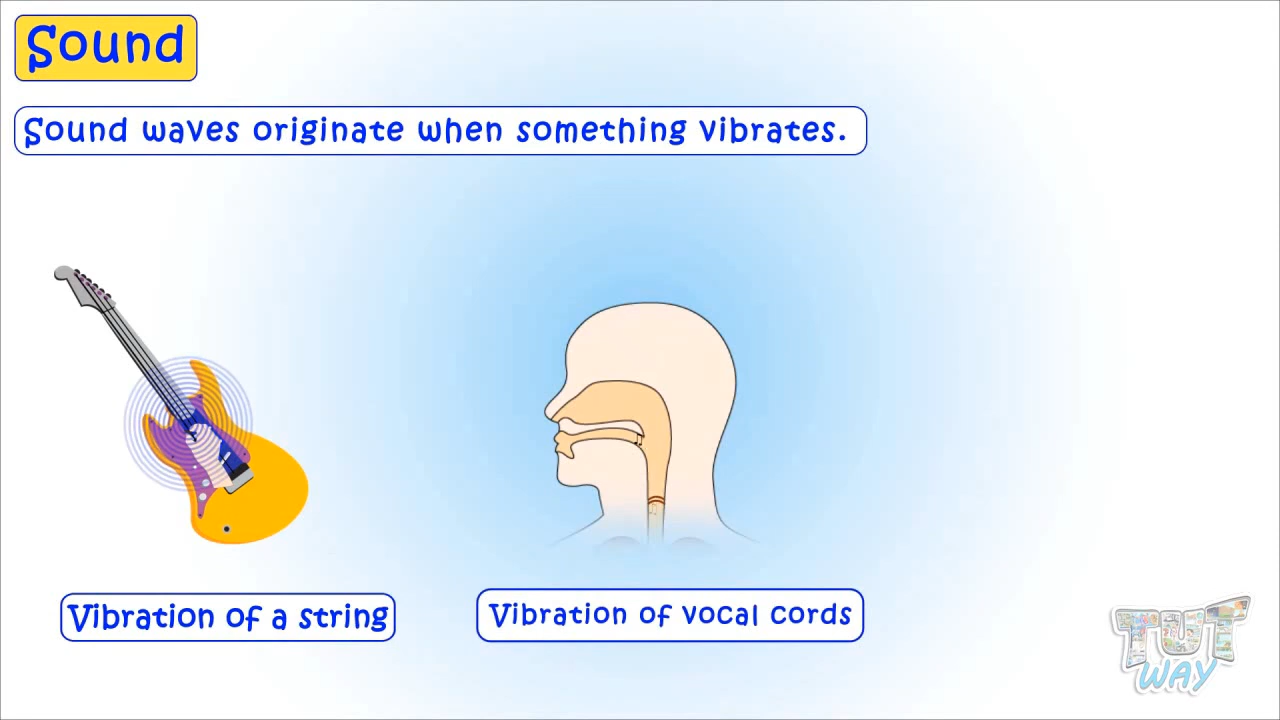 Sound
Sound waves originate when something vibrates.
Vibration of a string
Vibration of vocal cords
TUT
WAY